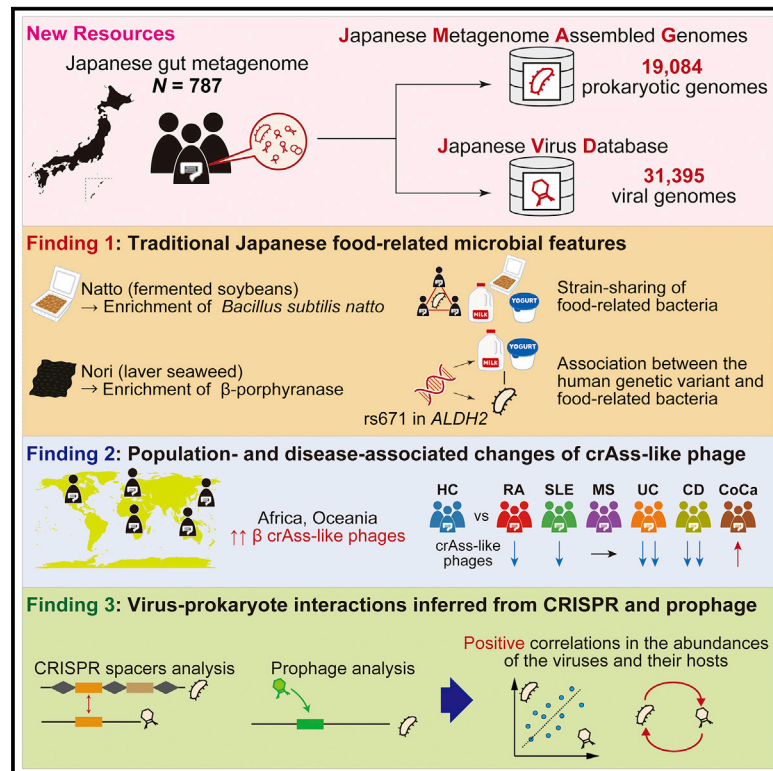 New Resources
Japanese gut metagenome
N = 787
Japanese Metagenome Assembled Genomes
19,084
prokaryotic genomes
Japanese Virus Database
31,395
viral genomes
Finding 1: Traditional Japanese food-related microbial features
Natto (fermented soybeans)
→ Enrichment of Bacillus subtilis natto
MILK
YOGURT
Strain-sharing of
food-related bacteria
Nori (laver seaweed)
→ Enrichment of β-porphyranase
MILK
YOGURT
rs671 in ALDH2
Association between the
human genetic variant and
food-related bacteria
Finding 2: Population- and disease-associated changes of crAss-like phage
Africa, Oceania
↑↑ β crAss-like phages
HC vs RA SLE MS UC CD CoCa
crAss-like
phages ↓ ↓ → ↓↓ ↓↓ ↑
Finding 3: Virus-prokaryote interactions inferred from CRISPR and prophage
CRISPR spacers analysis
Prophage analysis
Positive correlations in the abundances
of the viruses and their hosts